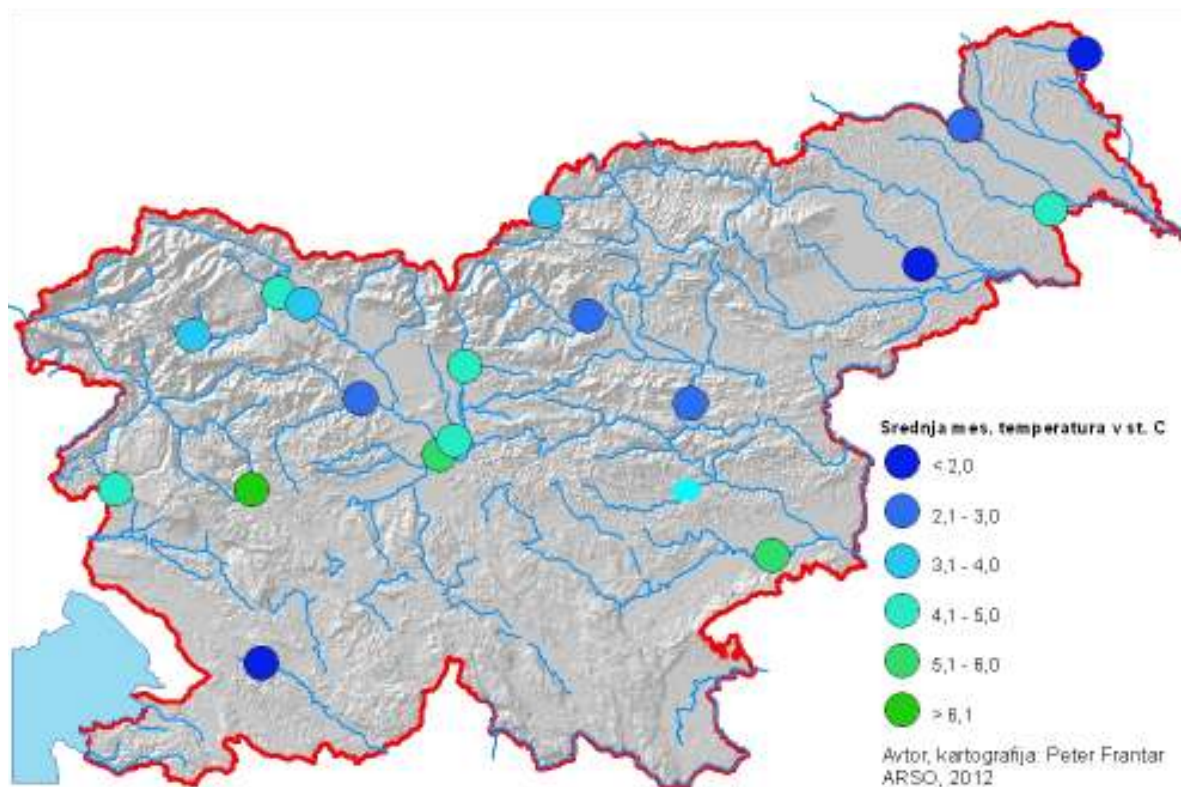 Srednja mes. temperatura v st. C
< 2,0
2,1 - 3,0
3,1 - 4,0
4,1 - 5,0
5,1 - 6,0
> 6,1
Avtor, kartografija: Peter Frantar
ARSO, 2012